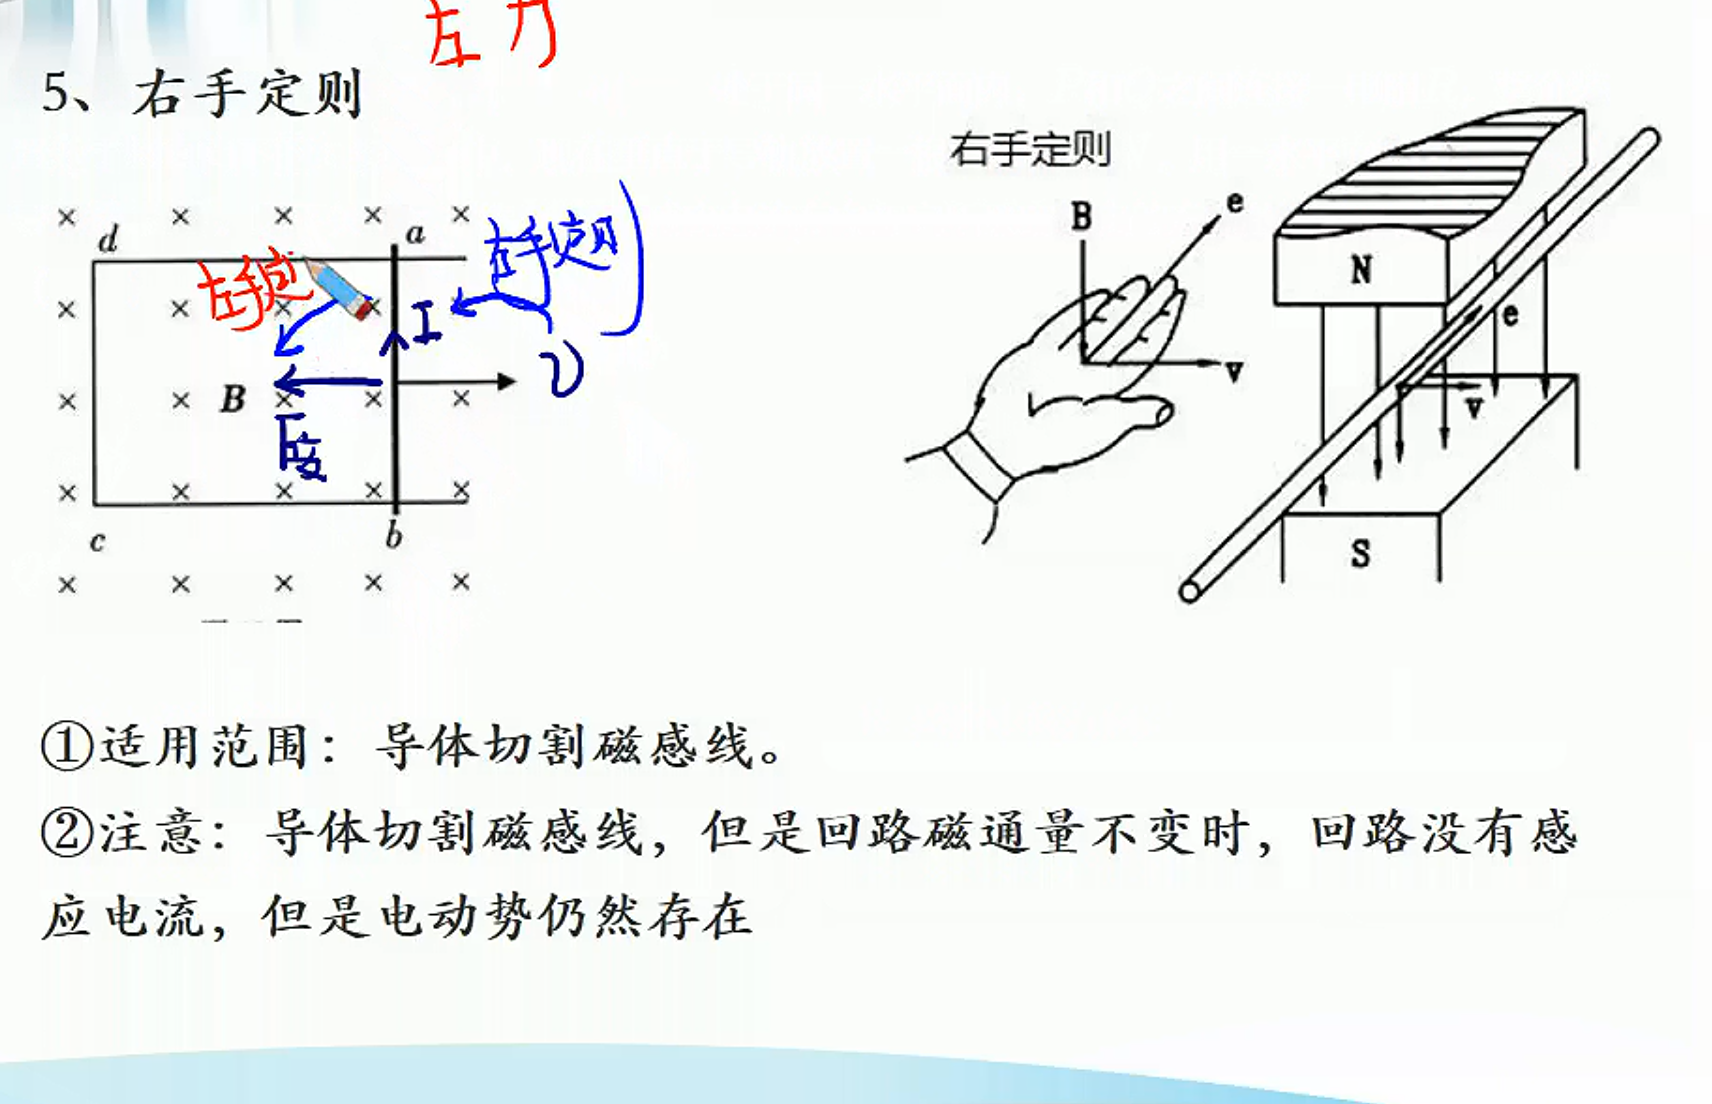 左力
5、右手定则
右手定则
d
a
左手定则
左手定
I
v
B
F安
c
b
B
e
v
N
e
v
S
①适用范围：导体切割磁感线。
②注意：导体切割磁感线，但是回路磁通量不变时，回路没有感
应电流，但是电动势仍然存在